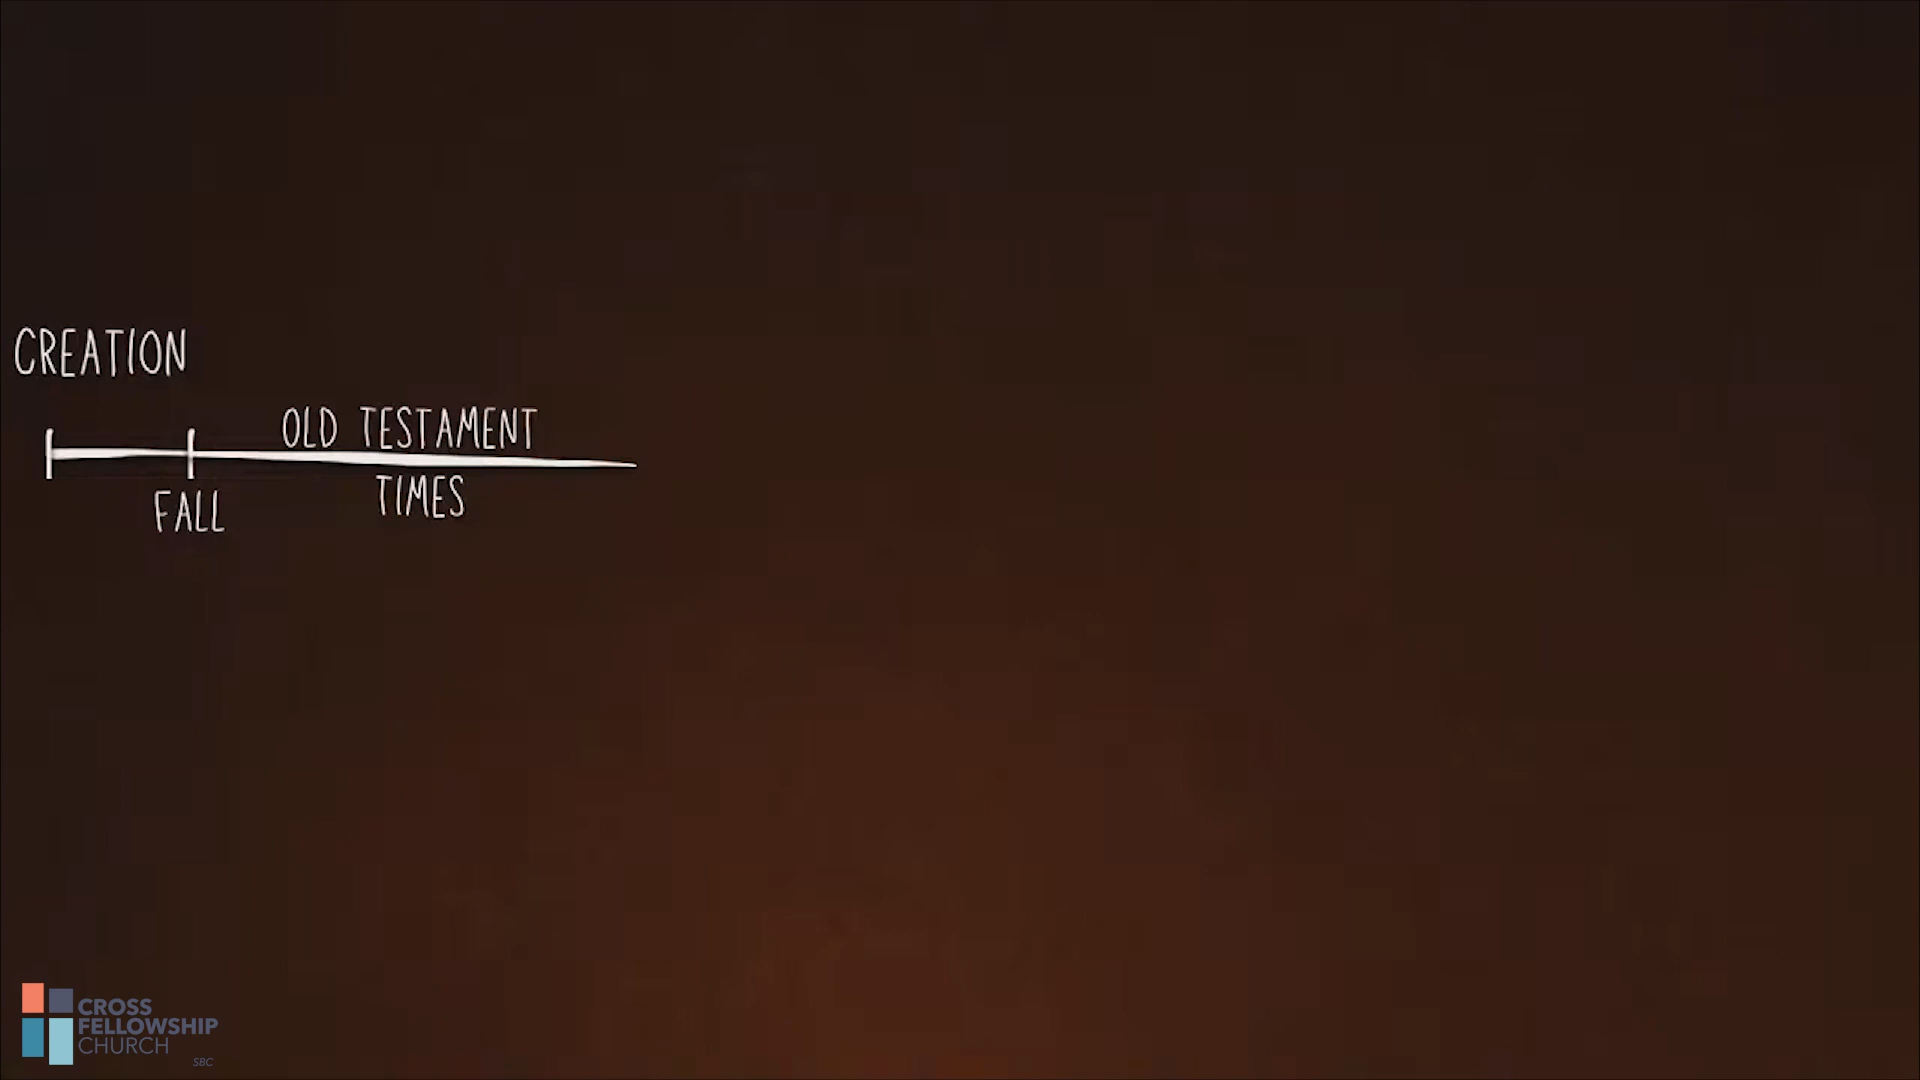 CREATION
OLD TESTAMENT
TIMES
FALL
CROSS
FELLOWSHIP
CHURCH
SBC